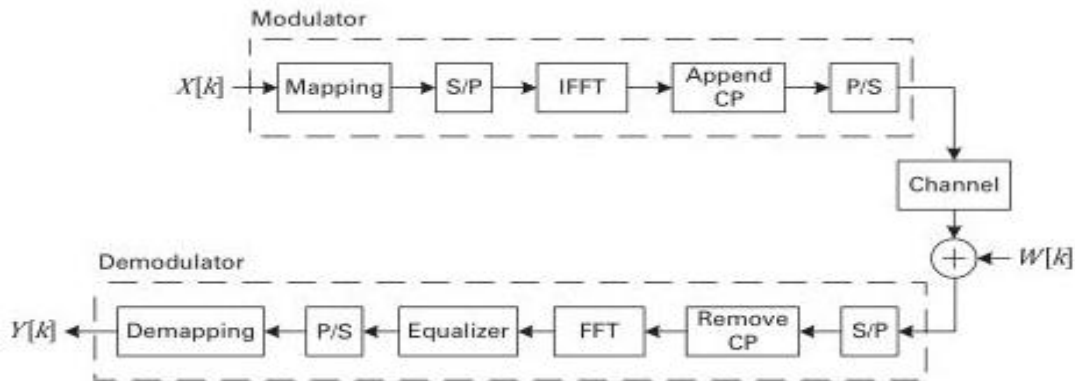 Modulator
X[k]
Mapping
S/P
IFFT
Append
CP
P/S
Channel
+
W[k]
Demodulator
Y[k]
Demapping
P/S
Equalizer
FFT
Remove
CP
S/P